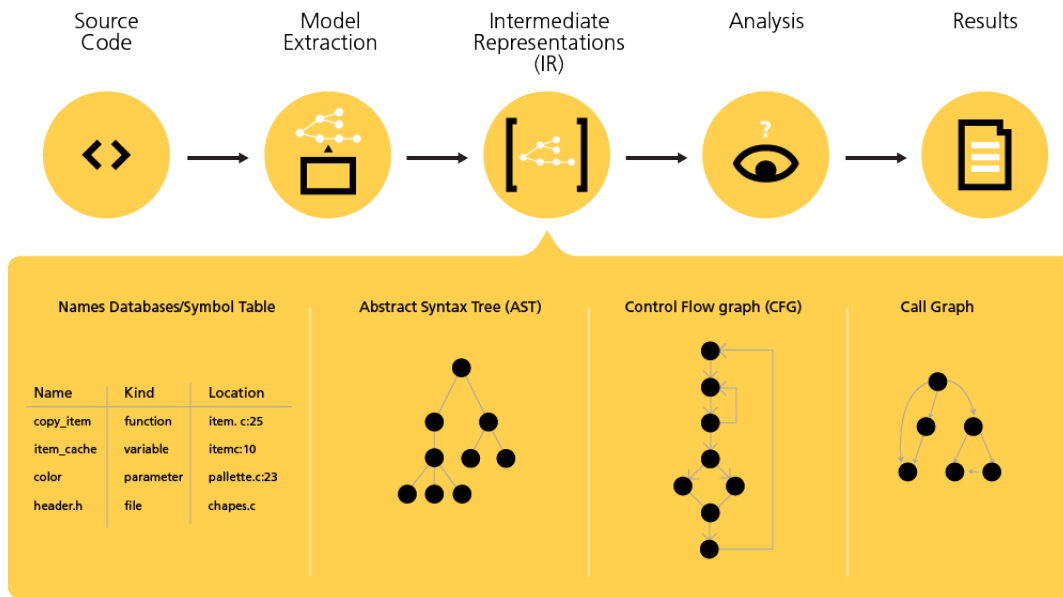 Source
Code
Model
Extraction
Intermediate
Representations
(IR)
Analysis
Results
?
Names Databases/Symbol Table
Name Kind Location
copy_item function item. c:25
item_cache variable itemc:10
color parameter pallette.c:23
header.h file chapes.c
Abstract Syntax Tree (AST)
Control Flow graph (CFG)
Call Graph